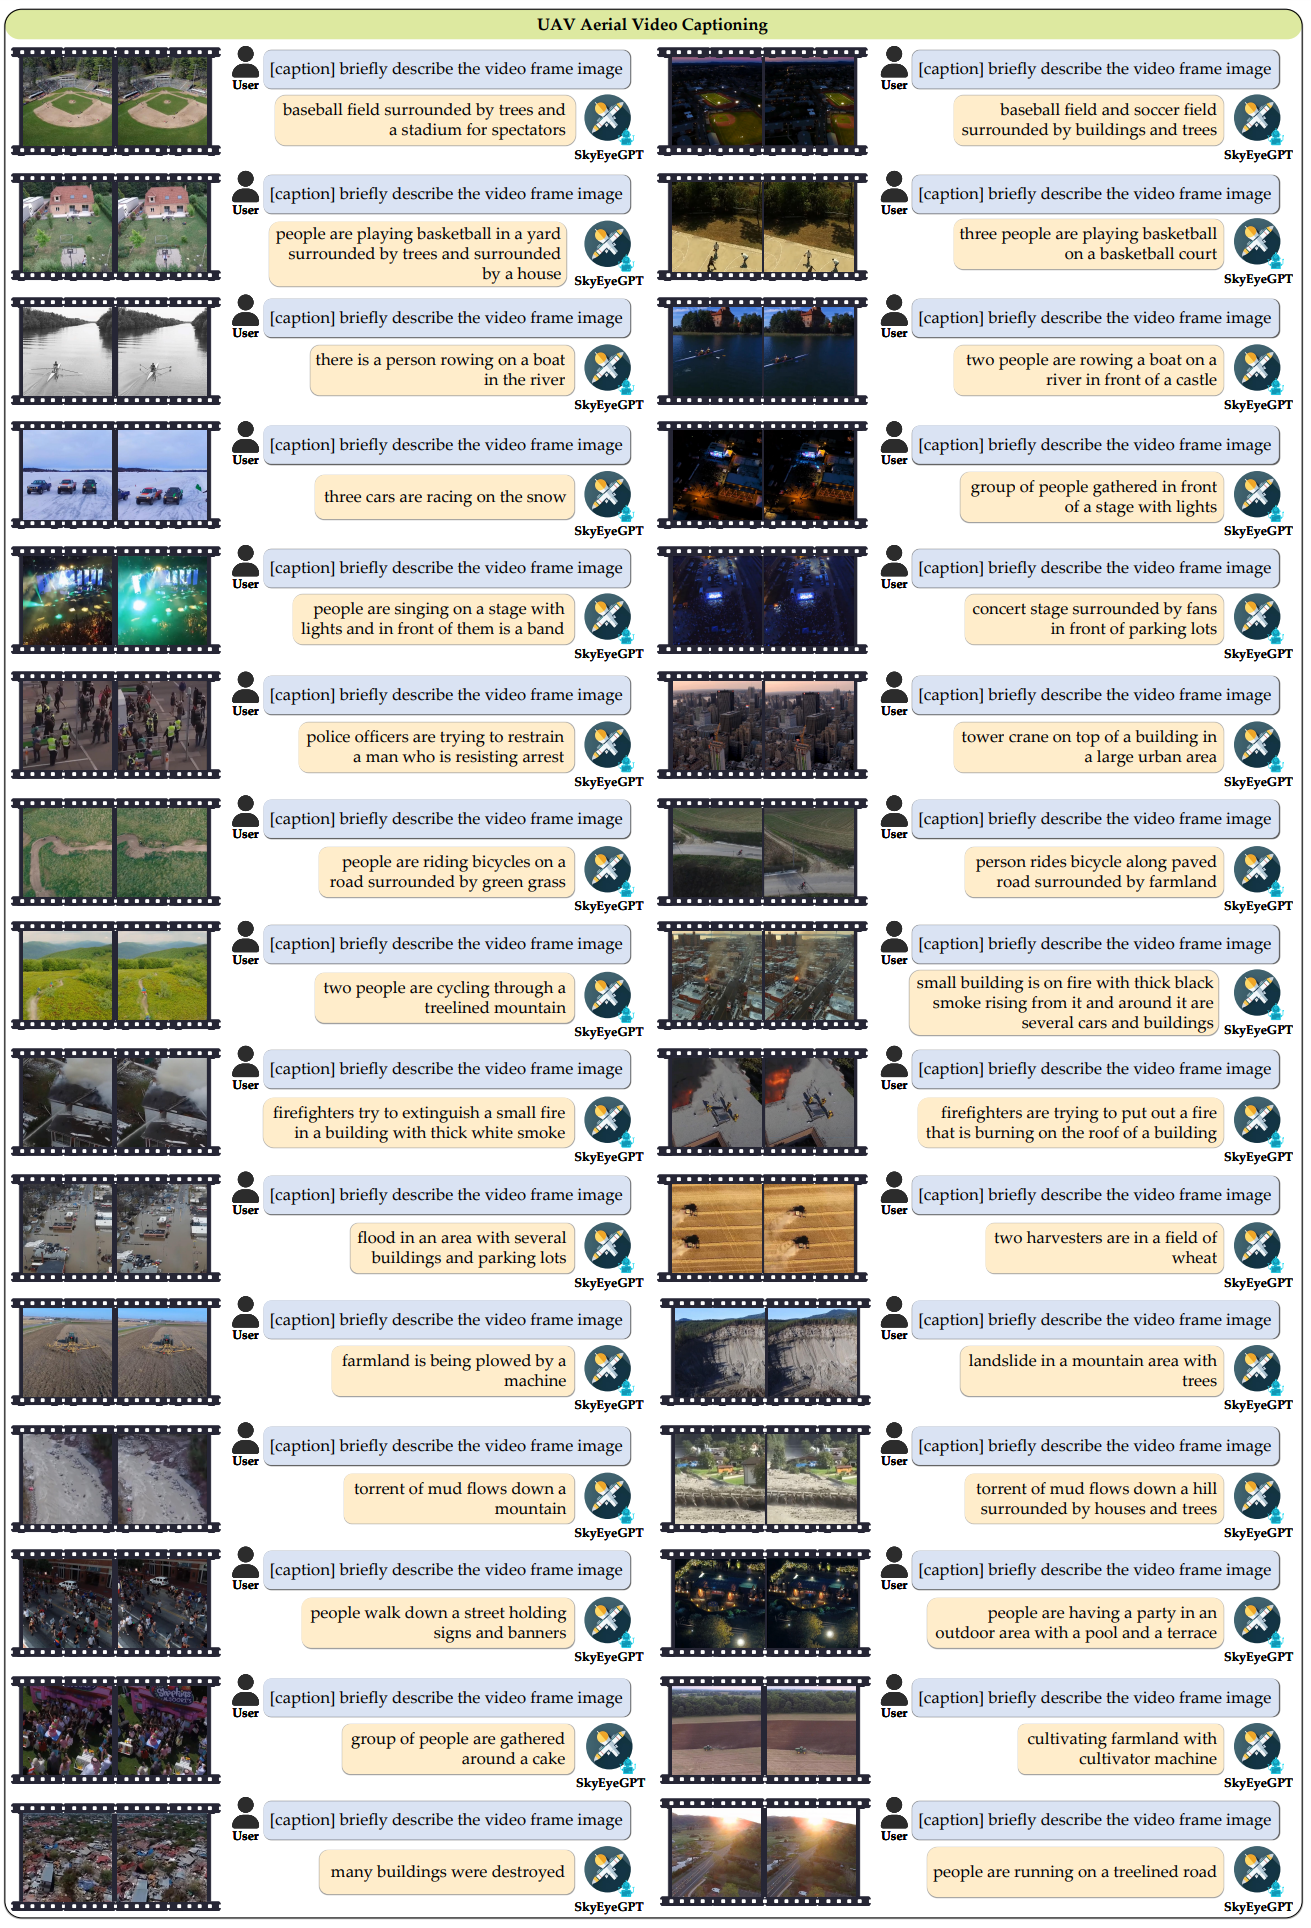 UAV Aerial Video Captioning
User
[caption] briefly describe the video frame image
baseball field surrounded by trees and
a stadium for spectators
SkyEyeGPT
User
[caption] briefly describe the video frame image
baseball field and soccer field
surrounded by buildings and trees
SkyEyeGPT
User
[caption] briefly describe the video frame image
people are playing basketball in a yard
surrounded by trees and surrounded
by a house
SkyEyeGPT
User
[caption] briefly describe the video frame image
three people are playing basketball
on a basketball court
SkyEyeGPT
User
[caption] briefly describe the video frame image
there is a person rowing on a boat
in the river
SkyEyeGPT
User
[caption] briefly describe the video frame image
two people are rowing a boat on a
river in front of a castle
SkyEyeGPT
User
[caption] briefly describe the video frame image
three cars are racing on the snow
SkyEyeGPT
User
[caption] briefly describe the video frame image
group of people gathered in front
of a stage with lights
SkyEyeGPT
User
[caption] briefly describe the video frame image
people are singing on a stage with
lights and in front of them is a band
SkyEyeGPT
User
[caption] briefly describe the video frame image
concert stage surrounded by fans
in front of parking lots
SkyEyeGPT
User
[caption] briefly describe the video frame image
police officers are trying to restrain
a man who is resisting arrest
SkyEyeGPT
User
[caption] briefly describe the video frame image
tower crane on top of a building in
a large urban area
SkyEyeGPT
User
[caption] briefly describe the video frame image
people are riding bicycles on a
road surrounded by green grass
SkyEyeGPT
User
[caption] briefly describe the video frame image
person rides bicycle along paved
road surrounded by farmland
SkyEyeGPT
User
[caption] briefly describe the video frame image
two people are cycling through a
treelined mountain
SkyEyeGPT
User
[caption] briefly describe the video frame image
small building is on fire with thick black
smoke rising from it and around it are
several cars and buildings
SkyEyeGPT
User
[caption] briefly describe the video frame image
firefighters try to extinguish a small fire
in a building with thick white smoke
SkyEyeGPT
User
[caption] briefly describe the video frame image
firefighters are trying to put out a fire
that is burning on the roof of a building
SkyEyeGPT
User
[caption] briefly describe the video frame image
flood in an area with several
buildings and parking lots
SkyEyeGPT
User
[caption] briefly describe the video frame image
two harvesters are in a field of
wheat
SkyEyeGPT
User
[caption] briefly describe the video frame image
farmland is being plowed by a
machine
SkyEyeGPT
User
[caption] briefly describe the video frame image
landslide in a mountain area with
trees
SkyEyeGPT
User
[caption] briefly describe the video frame image
torrent of mud flows down a
mountain
SkyEyeGPT
User
[caption] briefly describe the video frame image
torrent of mud flows down a hill
surrounded by houses and trees
SkyEyeGPT
User
[caption] briefly describe the video frame image
people walk down a street holding
signs and banners
SkyEyeGPT
User
[caption] briefly describe the video frame image
people are having a party in an
outdoor area with a pool and a terrace
SkyEyeGPT
User
[caption] briefly describe the video frame image
group of people are gathered
around a cake
SkyEyeGPT
User
[caption] briefly describe the video frame image
cultivating farmland with
cultivator machine
SkyEyeGPT
User
[caption] briefly describe the video frame image
many buildings were destroyed
SkyEyeGPT
User
[caption] briefly describe the video frame image
people are running on a treelined road
SkyEyeGPT